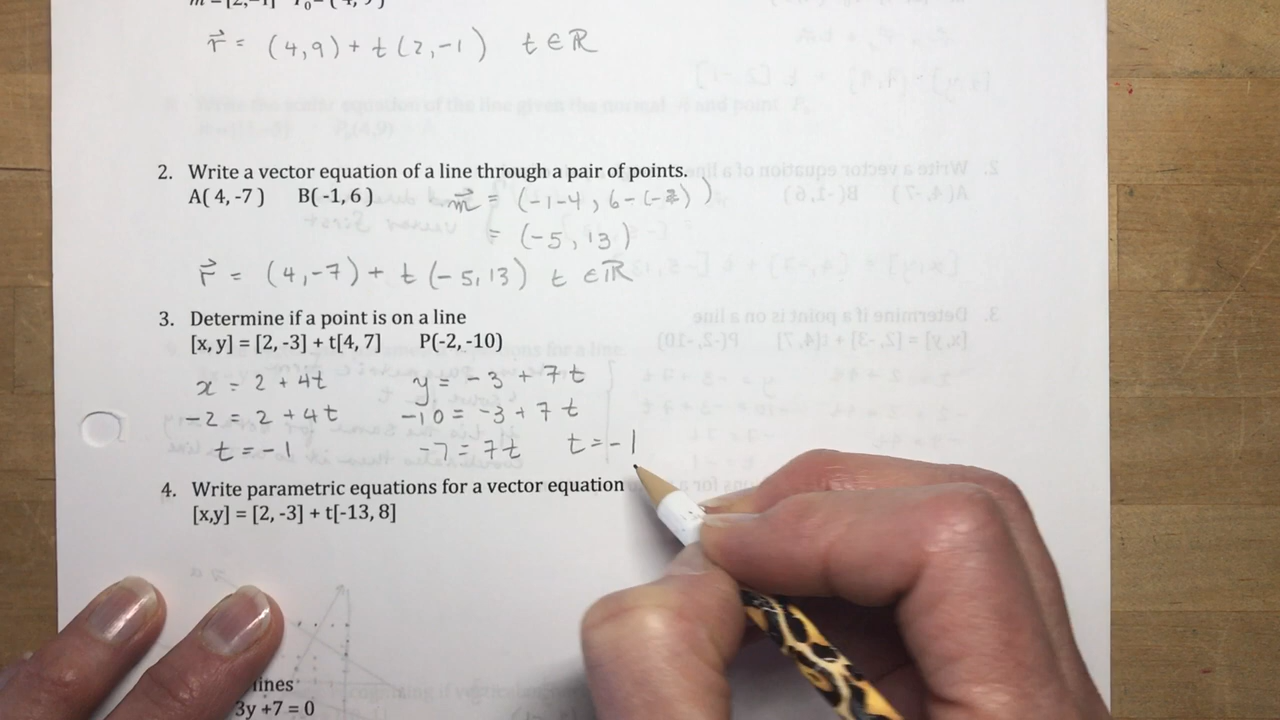 r⃗ = (4,9) + t(2,-1) t ∈ ℝ
2. Write a vector equation of a line through a pair of points.
A( 4, -7 ) B( -1, 6 ) m⃗ = (-1-4, 6-(-7))
= (-5, 13)
r⃗ = (4,-7) + t(-5,13) t ∈ ℝ
3. Determine if a point is on a line
[x, y] = [2, -3] + t[4, 7] P(-2, -10)
x = 2 + 4t y = -3 + 7t
-2 = 2 + 4t -10 = -3 + 7t
t = -1 -7 = 7t t = -1
4. Write parametric equations for a vector equation
[x,y] = [2, -3] + t[-13, 8]
lines
3y +7 = 0